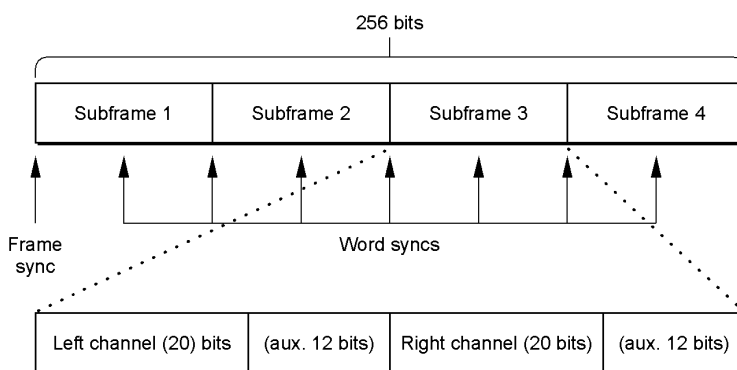 256 bits
Subframe 1
Subframe 2
Subframe 3
Subframe 4
Frame
sync
Word syncs
Left channel (20) bits
(aux. 12 bits)
Right channel (20 bits)
(aux. 12 bits)